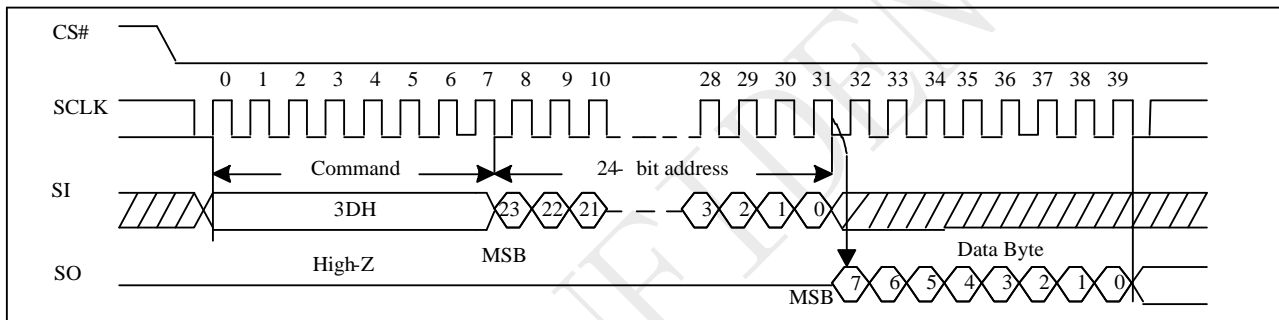 CS#
0 1 2 3 4 5 6 7 8 9 10 28 29 30 31 32 33 34 35 36 37 38 39
SCLK
Command 24- bit address
SI
3DH 23 22 21 3 2 1 0
High-Z MSB Data Byte
SO
MSB 7 6 5 4 3 2 1 0